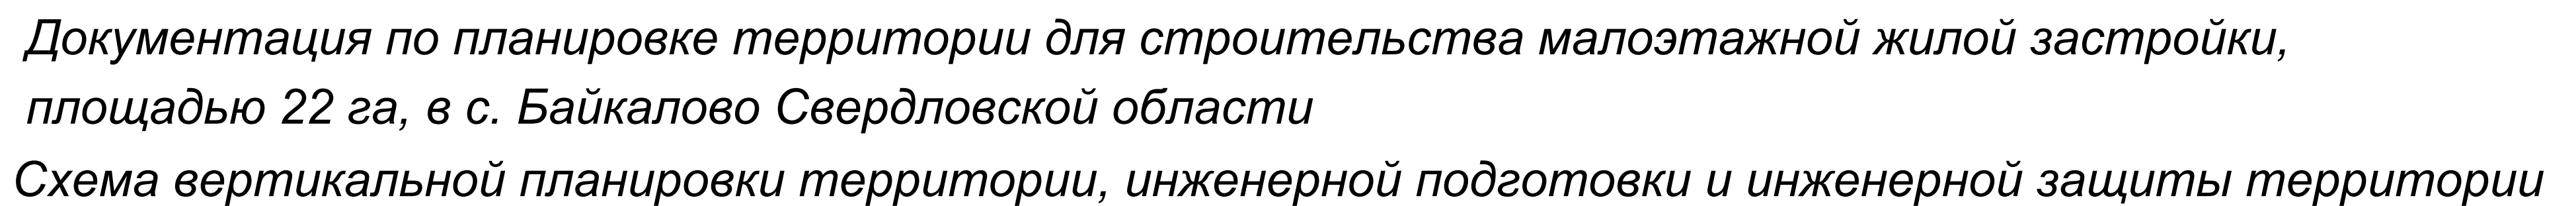 Документация по планировке территории для строительства малоэтажной жилой застройки,
площадью 22 га, в с. Байкалово Свердловской области
Схема вертикальной планировки территории, инженерной подготовки и инженерной защиты территории